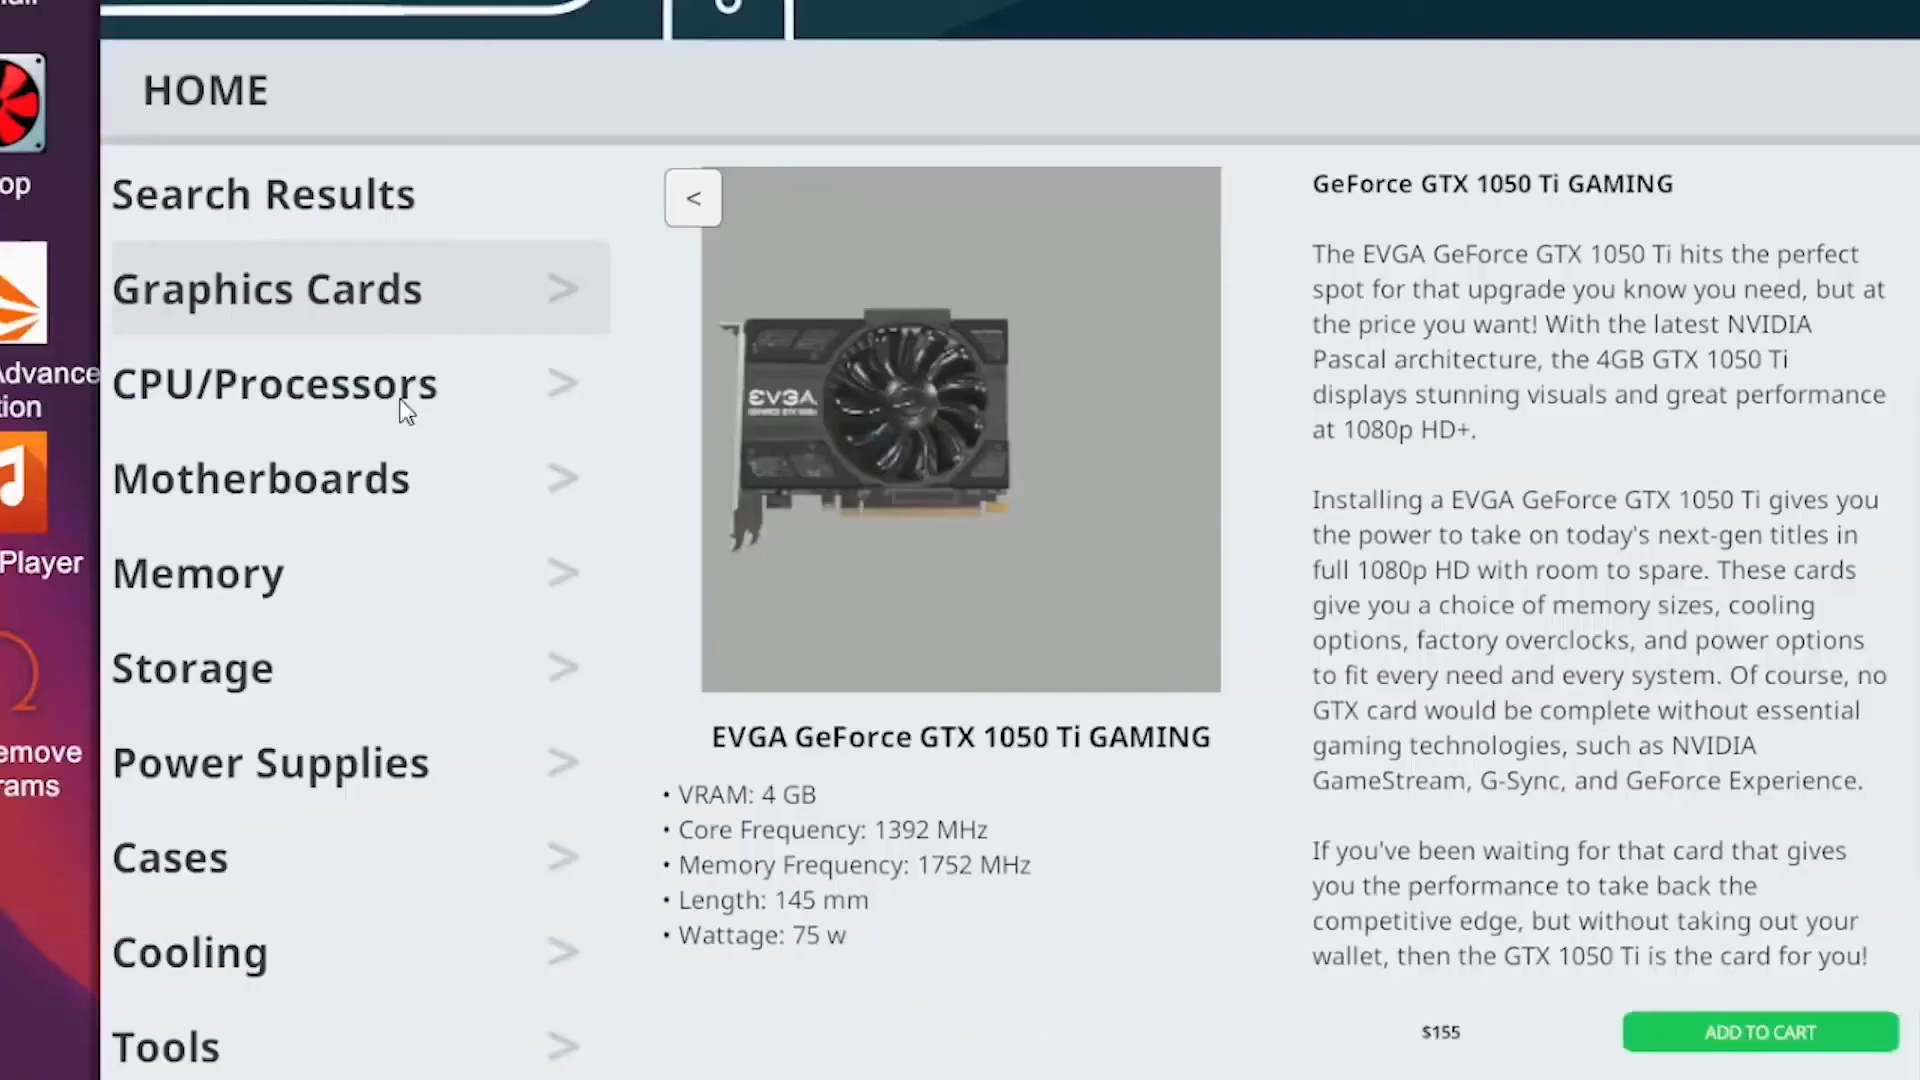 HOME
op
Advance
tion
Player
emove
rams
Search Results
Graphics Cards >
CPU/Processors >
Motherboards >
Memory >
Storage >
Power Supplies >
Cases >
Cooling >
Tools >
<
EVGA
EVGA GeForce GTX 1050 Ti GAMING
• VRAM: 4 GB
• Core Frequency: 1392 MHz
• Memory Frequency: 1752 MHz
• Length: 145 mm
• Wattage: 75 w
GeForce GTX 1050 Ti GAMING
The EVGA GeForce GTX 1050 Ti hits the perfect
spot for that upgrade you know you need, but at
the price you want! With the latest NVIDIA
Pascal architecture, the 4GB GTX 1050 Ti
displays stunning visuals and great performance
at 1080p HD+.
Installing a EVGA GeForce GTX 1050 Ti gives you
the power to take on today's next-gen titles in
full 1080p HD with room to spare. These cards
give you a choice of memory sizes, cooling
options, factory overclocks, and power options
to fit every need and every system. Of course, no
GTX card would be complete without essential
gaming technologies, such as NVIDIA
GameStream, G-Sync, and GeForce Experience.
If you've been waiting for that card that gives
you the performance to take back the
competitive edge, but without taking out your
wallet, then the GTX 1050 Ti is the card for you!
$155
ADD TO CART